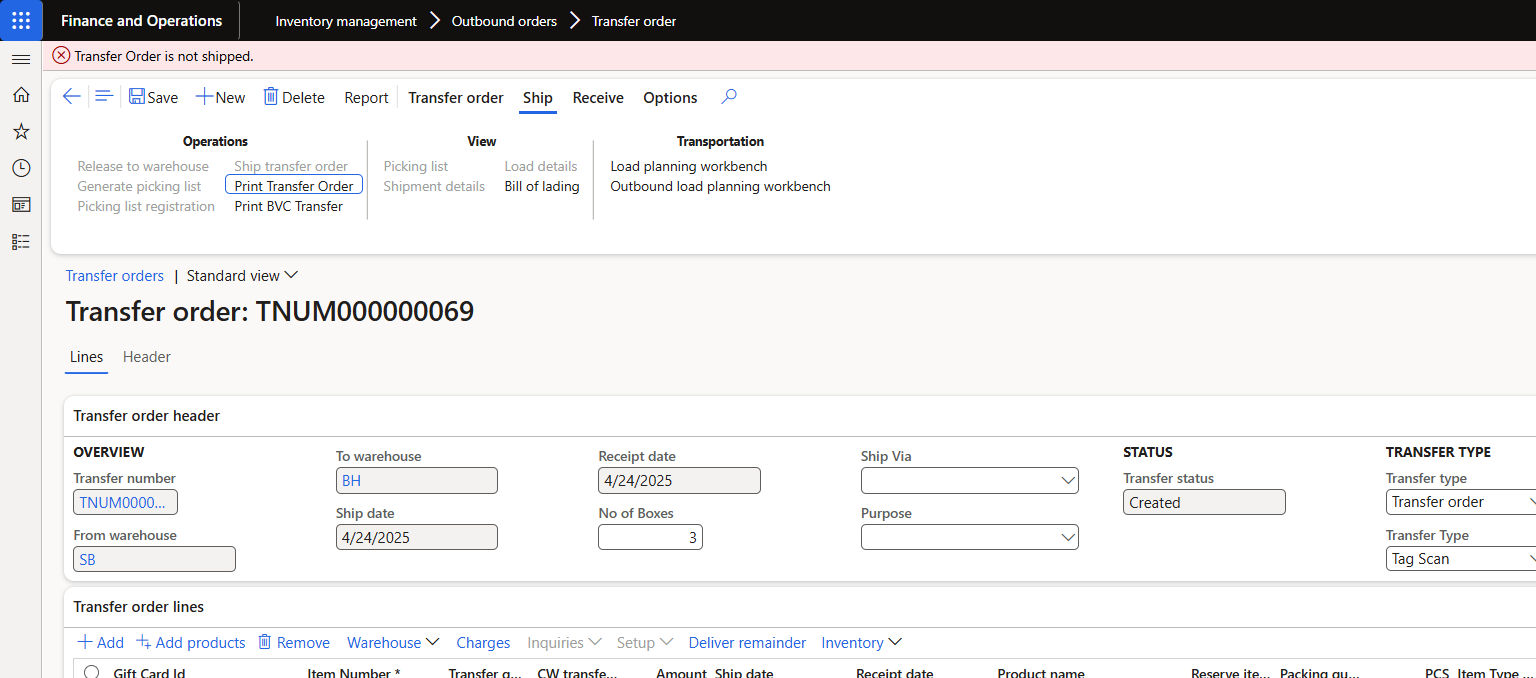 Finance and Operations
Inventory management > Outbound orders > Transfer order
Transfer Order is not shipped.
Save New Delete Report Transfer order Ship Receive Options
Operations
Release to warehouse
Generate picking list
Picking list registration
Ship transfer order
Print Transfer Order
Print BVC Transfer
View
Picking list
Shipment details
Load details
Bill of lading
Transportation
Load planning workbench
Outbound load planning workbench
Transfer orders | Standard view
Transfer order: TNUM000000069
Lines Header
Transfer order header
OVERVIEW
Transfer number
TNUM0000...
From warehouse
SB
To warehouse
BH
Ship date
4/24/2025
Receipt date
4/24/2025
No of Boxes
3
Ship Via
Purpose
STATUS
Transfer status
Created
TRANSFER TYPE
Transfer type
Transfer order
Transfer Type
Tag Scan
Transfer order lines
Add Add products Remove Warehouse Charges Inquiries Setup Deliver remainder Inventory
Gift Card Id Item Number * Transfer q... CW transfe... Amount Ship date Receipt date Product name Reserve ite... Packing qu... PCS Item Type ...